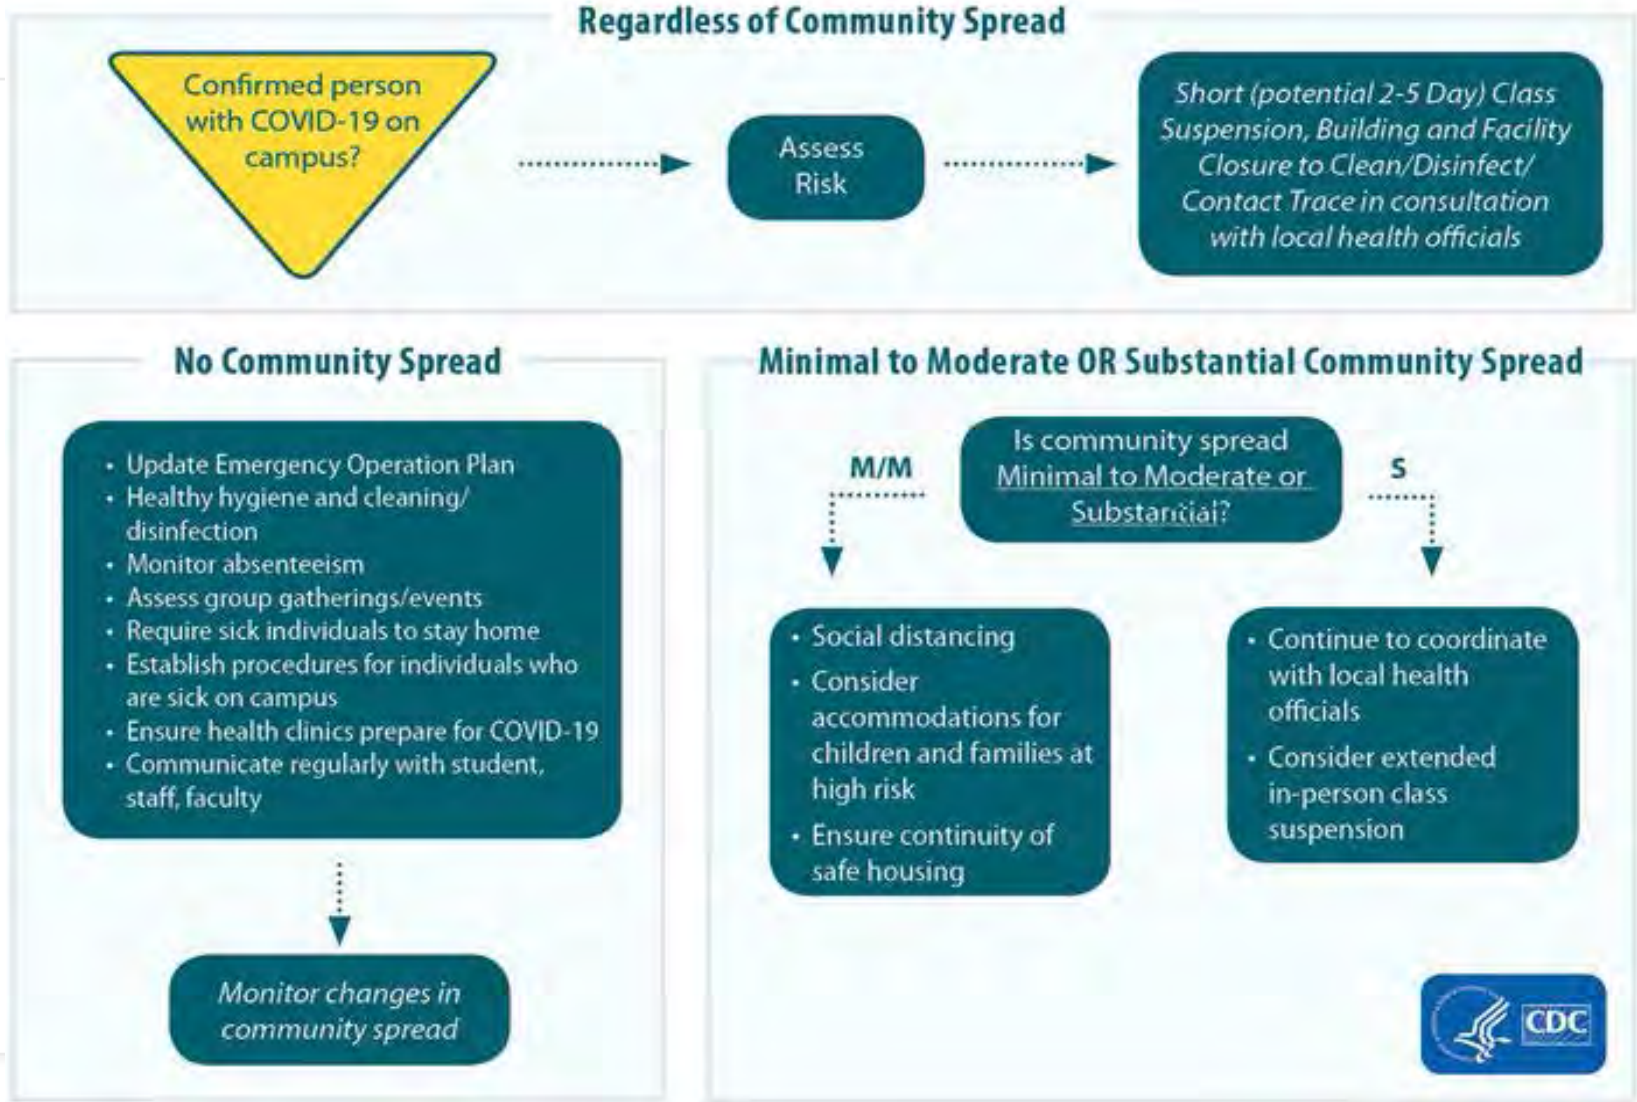 Regardless of Community Spread
Confirmed person
with COVID-19 on
campus?
Assess
Risk
Short (potential 2-5 Day) Class
Suspension, Building and Facility
Closure to Clean/Disinfect/
Contact Trace in consultation
with local health officials
No Community Spread
• Update Emergency Operation Plan
• Healthy hygiene and cleaning/
disinfection
• Monitor absenteeism
• Assess group gatherings/events
• Require sick individuals to stay home
• Establish procedures for individuals who
are sick on campus
• Ensure health clinics prepare for COVID-19
• Communicate regularly with student,
staff, faculty
Monitor changes in
community spread
Minimal to Moderate OR Substantial Community Spread
Is community spread
Minimal to Moderate or
Substantial?
M/M
S
• Social distancing
• Consider
accommodations for
children and families at
high risk
• Ensure continuity of
safe housing
• Continue to coordinate
with local health
officials
• Consider extended
in-person class
suspension
CDC